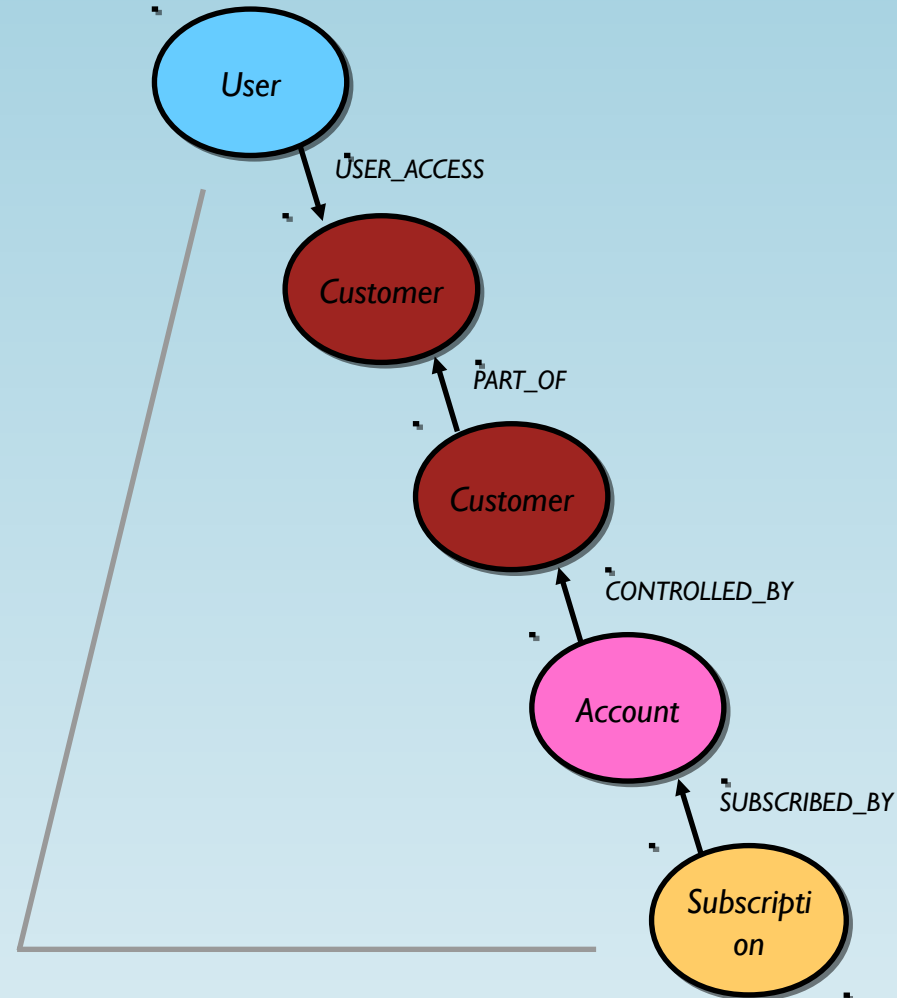 User
USER_ACCESS
Customer
PART_OF
Customer
CONTROLLED_BY
Account
SUBSCRIBED_BY
Subscripti
on